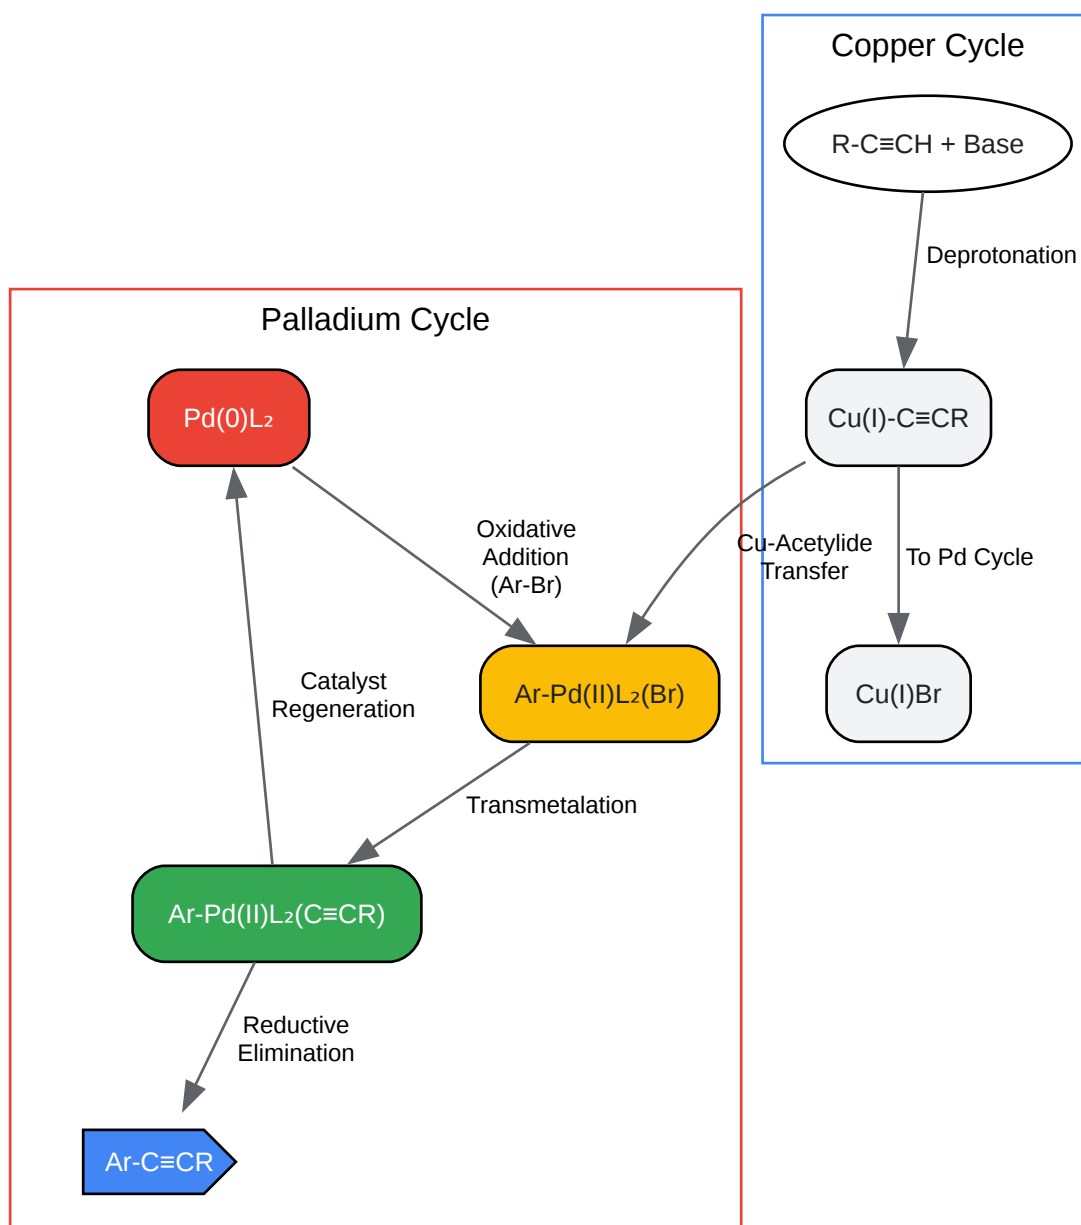 Copper Cycle
R-C≡CH + Base
Deprotonation
Palladium Cycle
Pd(0)L₂
Cu(I)-C≡CR
Oxidative
Addition
(Ar-Br)
Cu-Acetylide
Transfer
To Pd Cycle
Catalyst
Regeneration
Ar-Pd(II)L₂(Br)
Cu(I)Br
Transmetalation
Ar-Pd(II)L₂(C≡CR)
Reductive
Elimination
Ar-C≡CR